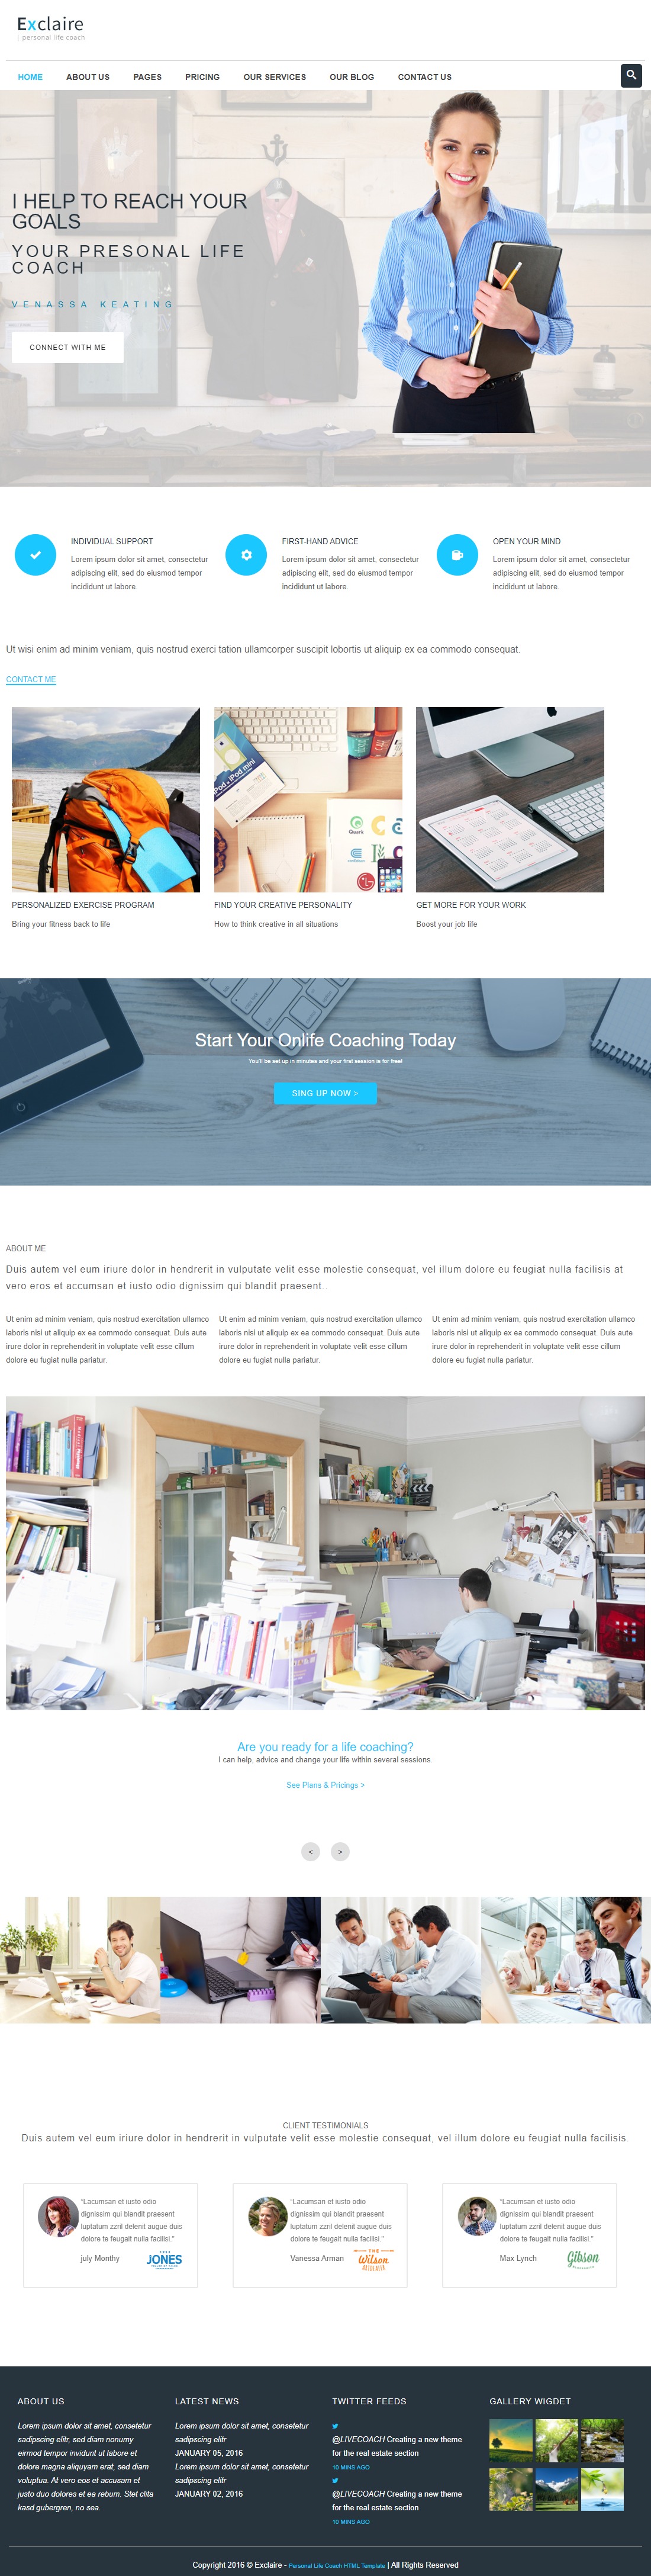 Exclaire
| personal life coach
HOME ABOUT US PAGES PRICING OUR SERVICES OUR BLOG CONTACT US
I HELP TO REACH YOUR
GOALS
YOUR PRESONAL LIFE
COACH
VENASSA KEATING
CONNECT WITH ME
INDIVIDUAL SUPPORT
Lorem ipsum dolor sit amet, consectetur
adipiscing elit, sed do eiusmod tempor
incididunt ut labore.
FIRST-HAND ADVICE
Lorem ipsum dolor sit amet, consectetur
adipiscing elit, sed do eiusmod tempor
incididunt ut labore.
OPEN YOUR MIND
Lorem ipsum dolor sit amet, consectetur
adipiscing elit, sed do eiusmod tempor
incididunt ut labore.
Ut wisi enim ad minim veniam, quis nostrud exerci tation ullamcorper suscipit lobortis ut aliquip ex ea commodo consequat.
CONTACT ME
iPod
iPod mini
Quark
LG
PERSONALIZED EXERCISE PROGRAM
Bring your fitness back to life
FIND YOUR CREATIVE PERSONALITY
How to think creative in all situations
GET MORE FOR YOUR WORK
Boost your job life
Start Your Onlife Coaching Today
You'll be set up in minutes and your first session is for free!
SING UP NOW >
ABOUT ME
Duis autem vel eum iriure dolor in hendrerit in vulputate velit esse molestie consequat, vel illum dolore eu feugiat nulla facilisis at
vero eros et accumsan et iusto odio dignissim qui blandit praesent..
Ut enim ad minim veniam, quis nostrud exercitation ullamco
laboris nisi ut aliquip ex ea commodo consequat. Duis aute
irure dolor in reprehenderit in voluptate velit esse cillum
dolore eu fugiat nulla pariatur.
Ut enim ad minim veniam, quis nostrud exercitation ullamco
laboris nisi ut aliquip ex ea commodo consequat. Duis aute
irure dolor in reprehenderit in voluptate velit esse cillum
dolore eu fugiat nulla pariatur.
Ut enim ad minim veniam, quis nostrud exercitation ullamco
laboris nisi ut aliquip ex ea commodo consequat. Duis aute
irure dolor in reprehenderit in voluptate velit esse cillum
dolore eu fugiat nulla pariatur.
Are you ready for a life coaching?
I can help, advice and change your life within several sessions.
See Plans & Pricings >
< >
CLIENT TESTIMONIALS
Duis autem vel eum iriure dolor in hendrerit in vulputate velit esse molestie consequat, vel illum dolore eu feugiat nulla facilisis.
"Lacumsan et iusto odio
dignissim qui blandit praesent
luptatum zzril delenit augue duis
dolore te feugait nulla facilisi."
july Monthy
JONES
"Lacumsan et iusto odio
dignissim qui blandit praesent
luptatum zzril delenit augue duis
dolore te feugait nulla facilisi."
Vanessa Arman
THE
Wilson
"Lacumsan et iusto odio
dignissim qui blandit praesent
luptatum zzril delenit augue duis
dolore te feugait nulla facilisi."
Max Lynch
Gibson
ABOUT US
Lorem ipsum dolor sit amet, consetetur
sadipscing elitr, sed diam nonumy
eirmod tempor invidunt ut labore et
dolore magna aliquyam erat, sed diam
voluptua. At vero eos et accusam et
justo duo dolores et ea rebum. Stet clita
kasd gubergren, no sea.
LATEST NEWS
Lorem ipsum dolor sit amet, consetetur
sadipscing elitr
JANUARY 05, 2016
Lorem ipsum dolor sit amet, consetetur
sadipscing elitr
JANUARY 02, 2016
TWITTER FEEDS
@LIVECOACH Creating a new theme
for the real estate section
10 MINS AGO
@LIVECOACH Creating a new theme
for the real estate section
10 MINS AGO
GALLERY WIGDET
Copyright 2016 © Exclaire - Personal Life Coach HTML Template | All Rights Reserved